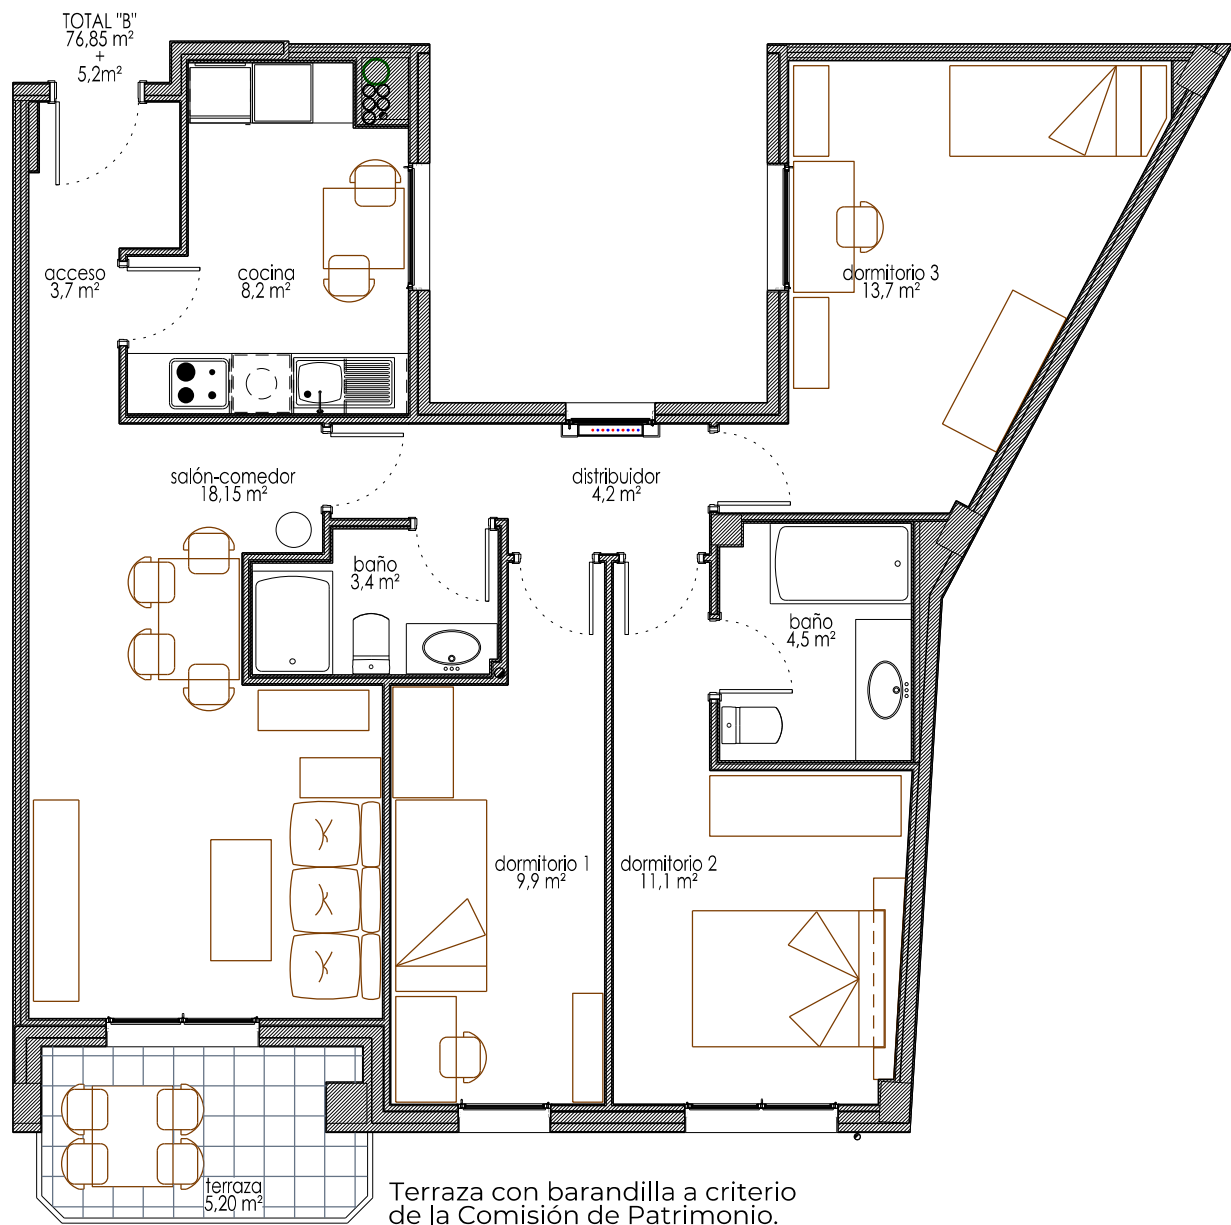 TOTAL "B"
76,85 m²
+
5,2m²
acceso
3,7 m²
cocina
8,2 m²
dormitorio 3
13,7 m²
salón-comedor
18,15 m²
distribuidor
4,2 m²
baño
3,4 m²
baño
4,5 m²
dormitorio 1
9,9 m²
dormitorio 2
11,1 m²
terraza
5,20 m²
Terraza con barandilla a criterio
de la Comisión de Patrimonio.